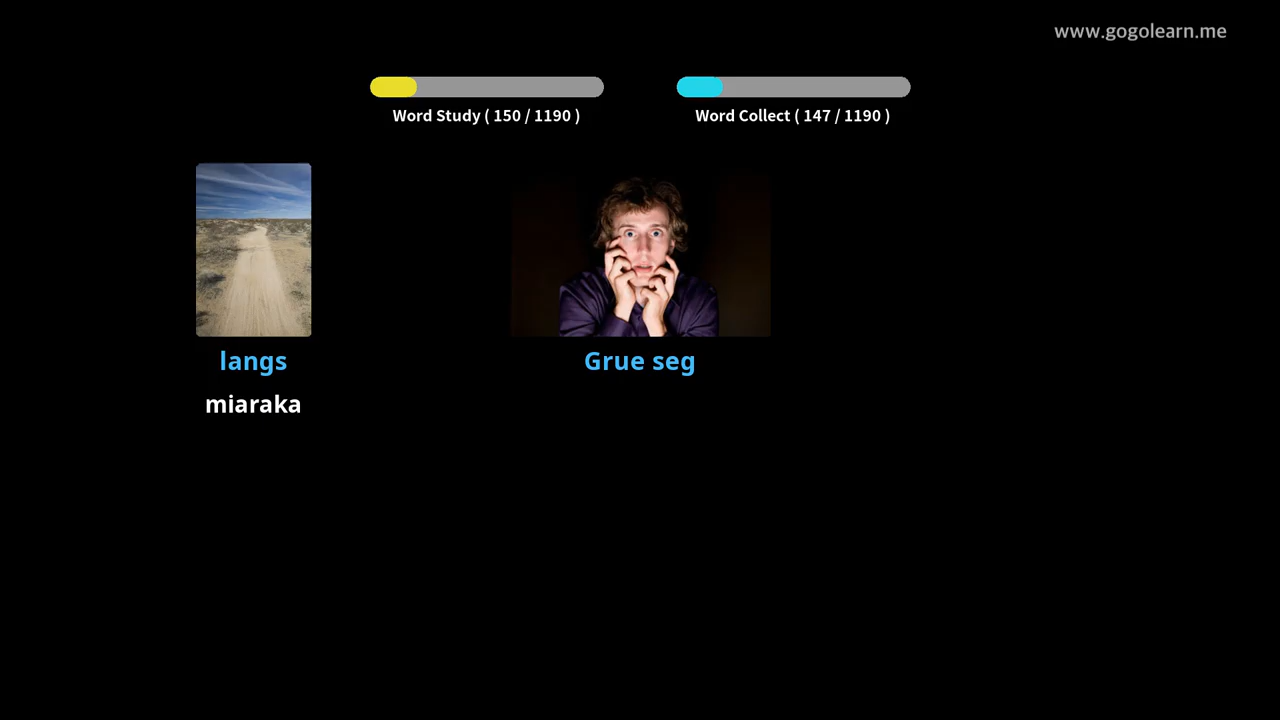 www.gogolearn.me
Word Study ( 150 / 1190 )
Word Collect ( 147 / 1190 )
langs
Grue seg
miaraka